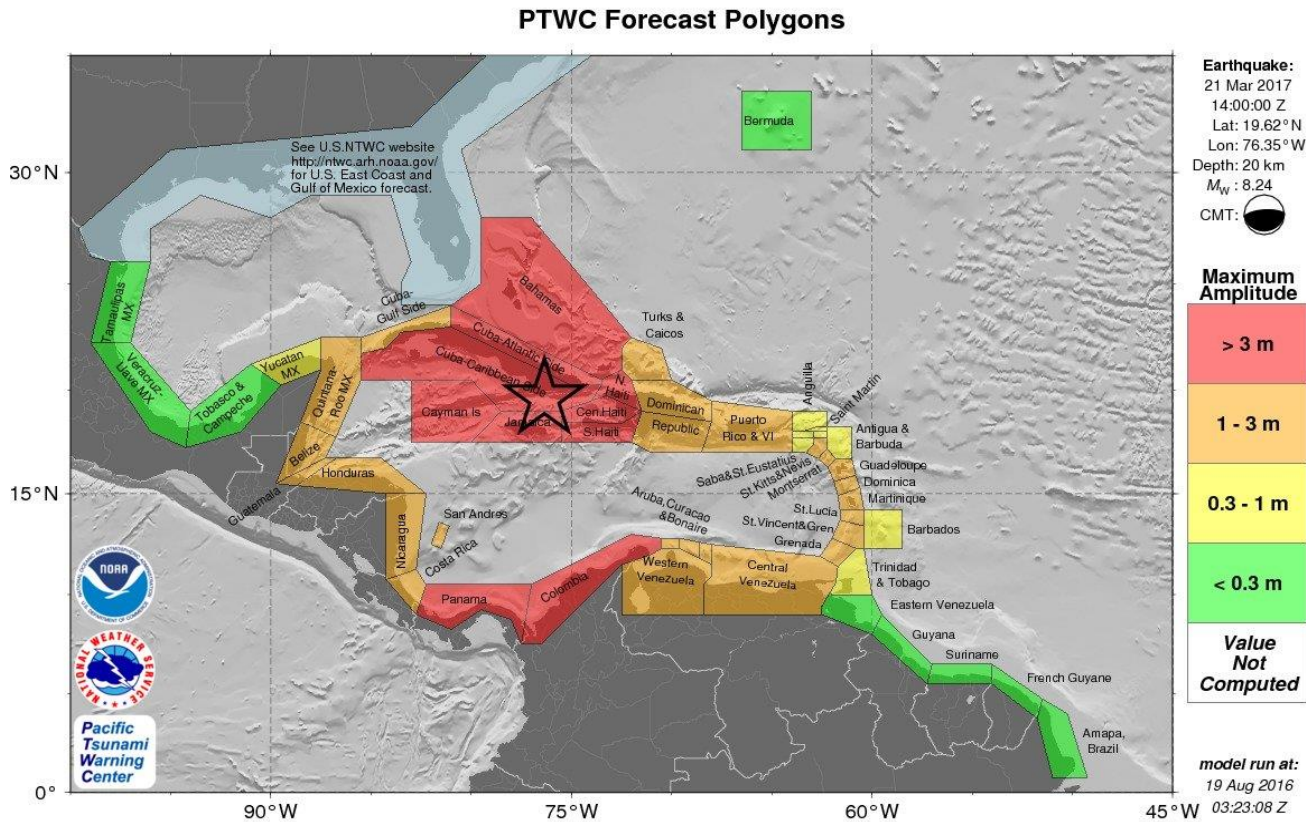 PTWC Forecast Polygons
See U.S.NTWC website
http://ntwc.arh.noaa.gov/
for U.S. East Coast and
Gulf of Mexico forecast.
Bermuda
Tamaulipas
MX
Veracruz-
Llave MX
Tobasco &
Campeche
Yucatan
MX
Quintana-
Roo MX
Belize
Cuba-
Gulf Side
Cuba-Atlantic Side
Cuba-Caribbean Side
Bahamas
Turks &
Caicos
Cayman Is
Jamaica
N.
Haiti
Cen.Haiti
S.Haiti
Dominican
Republic
Puerto
Rico & VI
Anguilla
Saint Martin
Antigua &
Barbuda
Saba&St.Eustatius
St.Kitts&Nevis
Montserrat
Guadeloupe
Dominica
Martinique
St.Lucia
Barbados
St.Vincent&Gren
Grenada
Aruba,Curacao
&Bonaire
Guatemala
Honduras
Nicaragua
San Andres
Costa Rica
Panama
Colombia
Western
Venezuela
Central
Venezuela
Trinidad
& Tobago
Eastern Venezuela
Guyana
Suriname
French Guyane
Amapa,
Brazil
30°N
15°N
0°
90°W
75°W
60°W
45°W
NOAA
NATIONAL WEATHER SERVICE
Pacific
Tsunami
Warning
Center
Earthquake:
21 Mar 2017
14:00:00 Z
Lat: 19.62°N
Lon: 76.35°W
Depth: 20 km
Mw : 8.24
CMT:
Maximum
Amplitude
> 3 m
1 - 3 m
0.3 - 1 m
< 0.3 m
Value
Not
Computed
model run at:
19 Aug 2016
03:23:08 Z